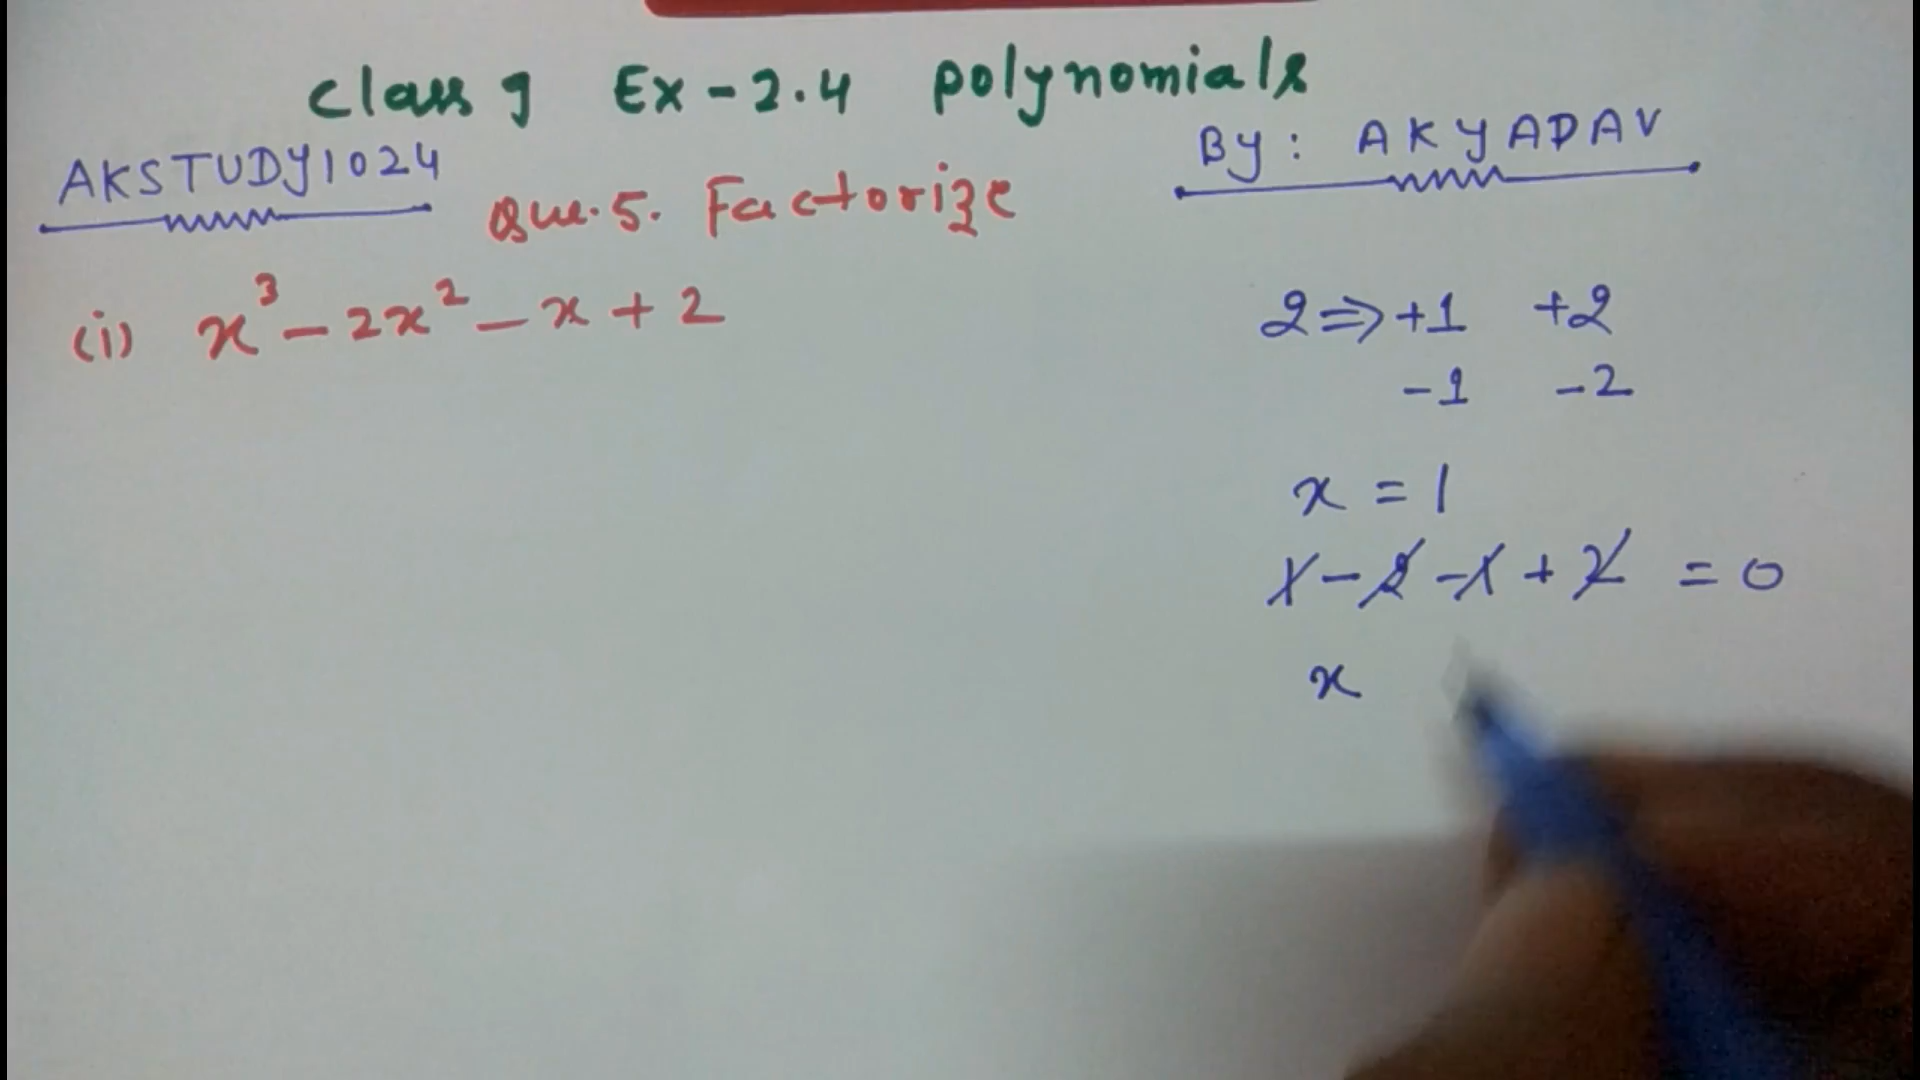 Class 9 Ex-2.4 polynomials
AKSTUDY1024
By: AKYADAV
Que.5. Factorize
(i) x³ - 2x² - x + 2
2 ⇒ +1 +2
-1 -2
x = 1
1 - 2 - 1 + 2 = 0
x